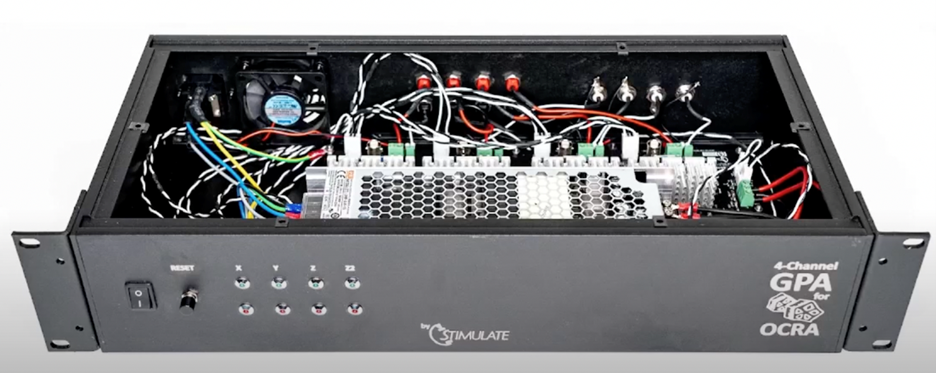 RESET
X Y Z Z2
O
I
4-Channel
GPA
for
OCRA
by STIMULATE